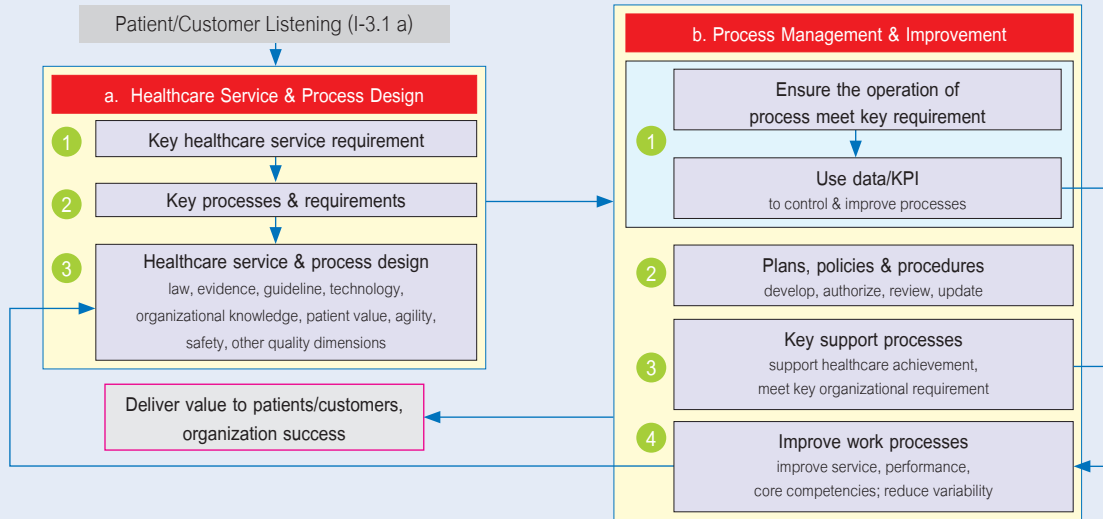 Patient/Customer Listening (I-3.1 a)
a. Healthcare Service & Process Design
1
Key healthcare service requirement
2
Key processes & requirements
3
Healthcare service & process design
law, evidence, guideline, technology,
organizational knowledge, patient value, agility,
safety, other quality dimensions
Deliver value to patients/customers,
organization success
b. Process Management & Improvement
1
Ensure the operation of
process meet key requirement
Use data/KPI
to control & improve processes
2
Plans, policies & procedures
develop, authorize, review, update
3
Key support processes
support healthcare achievement,
meet key organizational requirement
4
Improve work processes
improve service, performance,
core competencies; reduce variability